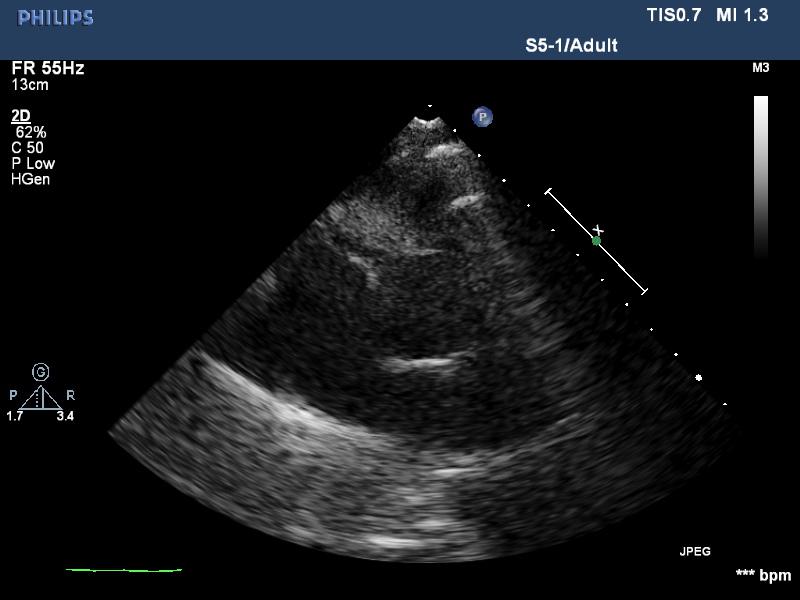 PHILIPS
TIS0.7 MI 1.3
S5-1/Adult
FR 55Hz
13cm
M3
2D
62%
C 50
P Low
HGen
P
G
P R
1.7 3.4
JPEG
*** bpm